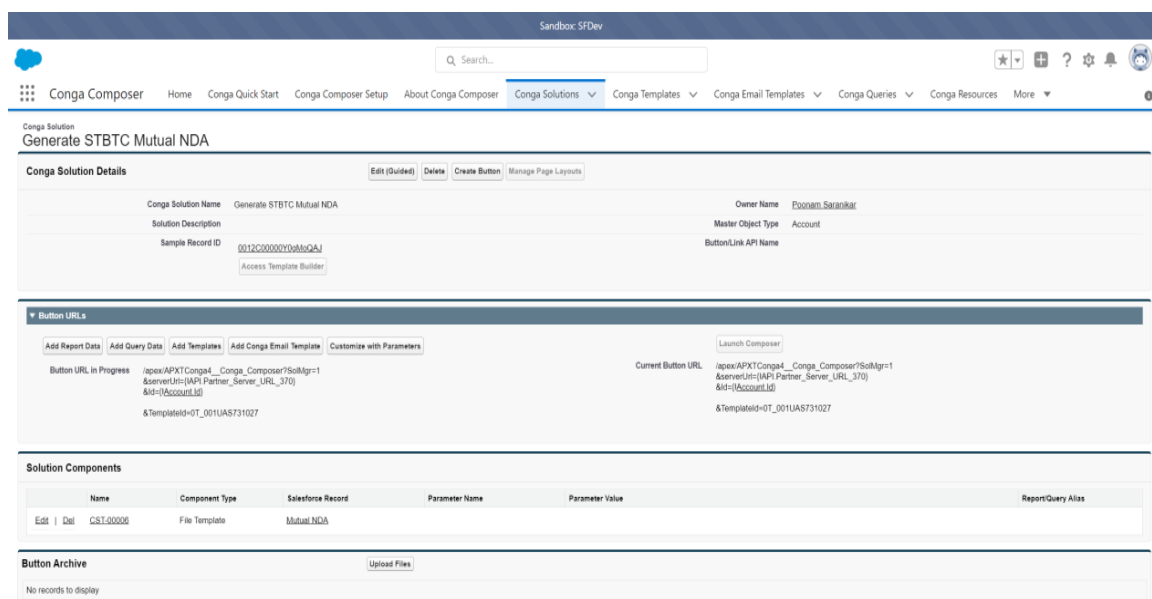 Sandbox: SFDev
Search...
Conga Composer Home Conga Quick Start Conga Composer Setup About Conga Composer Conga Solutions Conga Templates Conga Email Templates Conga Queries Conga Resources More
Conga Solution
Generate STBTC Mutual NDA
Conga Solution Details Edit (Guided) Delete Create Button Manage Page Layouts
Conga Solution Name Generate STBTC Mutual NDA Owner Name Poonam Saranikar
Solution Description Master Object Type Account
Sample Record ID 0012C00000Y0gMoQAJ Button/Link API Name
Access Template Builder
Button URLs
Add Report Data Add Query Data Add Templates Add Conga Email Template Customize with Parameters Launch Composer
Button URL in Progress /apex/APXTConga4__Conga_Composer?SolMgr=1 Current Button URL /apex/APXTConga4__Conga_Composer?SolMgr=1
&serverUrl={!API.Partner_Server_URL_370} &serverUrl={!API.Partner_Server_URL_370}
&Id={!Account.Id} &Id={!Account.Id}
&TemplateId=0T_001UAS731027 &TemplateId=0T_001UAS731027
Solution Components
Name Component Type Salesforce Record Parameter Name Parameter Value Report/Query Alias
Edit | Del CST-00006 File Template Mutual NDA
Button Archive Upload Files
No records to display